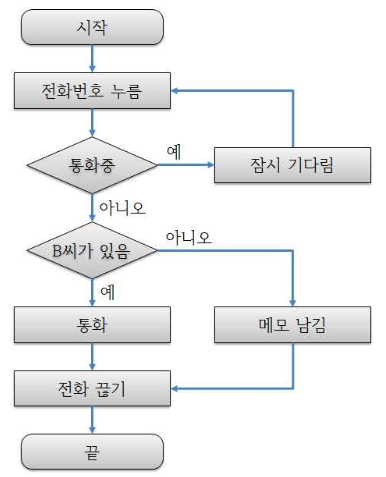 시작
전화번호 누름
통화중
예
잠시 기다림
아니오
B씨가 있음
아니오
예
통화
메모 남김
전화 끊기
끝